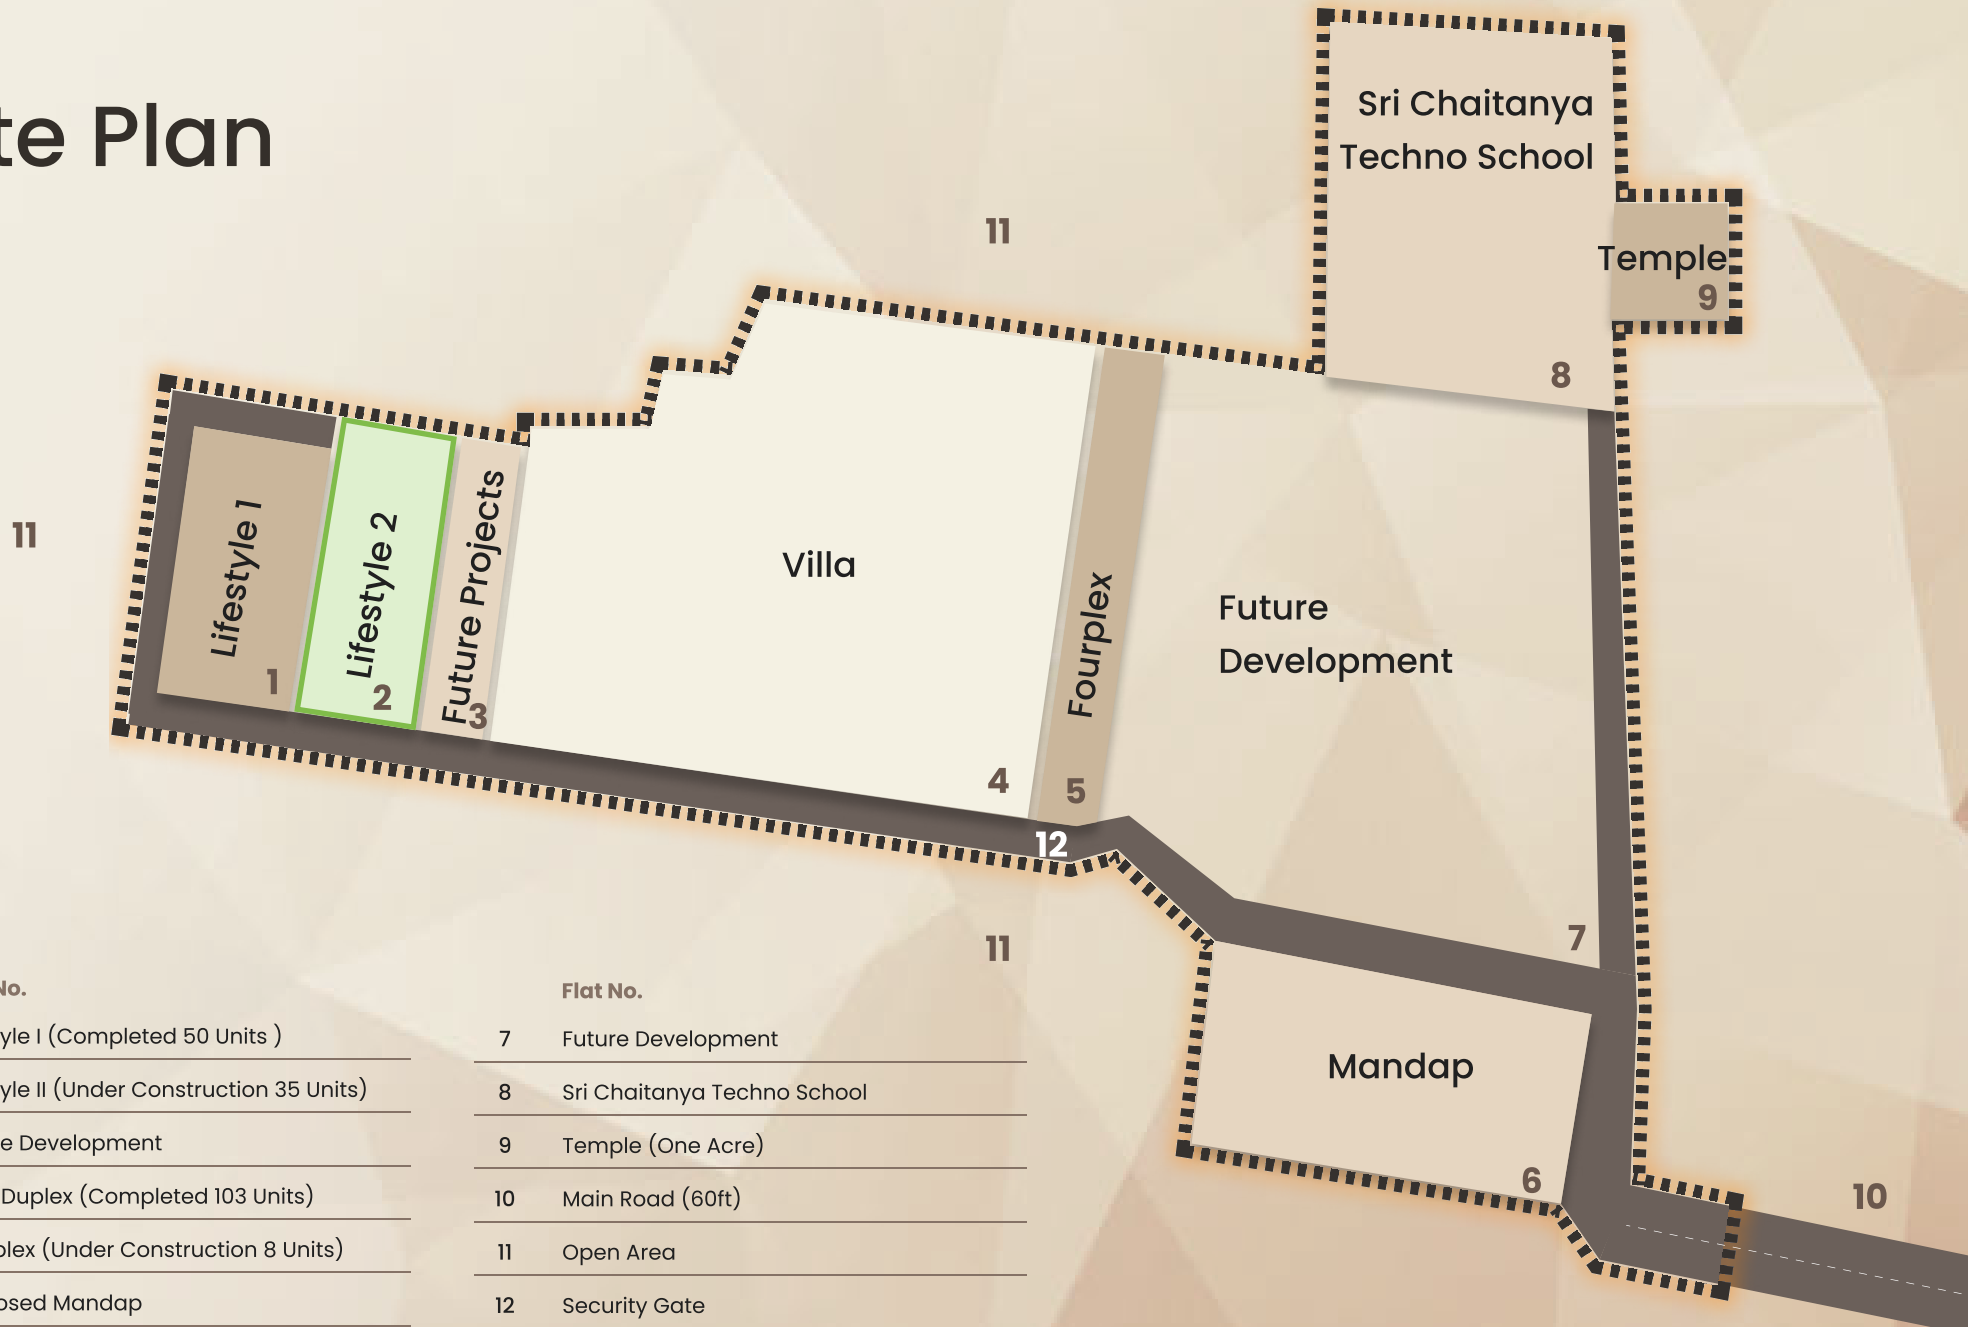 te Plan
Sri Chaitanya
Techno School
11
Temple
9
8
11
Lifestyle 1
1
Lifestyle 2
2
Future Projects
3
Villa
4
Fourplex
5
Future
Development
12
7
11
Mandap
6
10
No.
yle I (Completed 50 Units )
yle II (Under Construction 35 Units)
e Development
Duplex (Completed 103 Units)
plex (Under Construction 8 Units)
osed Mandap
Flat No.
7 Future Development
8 Sri Chaitanya Techno School
9 Temple (One Acre)
10 Main Road (60ft)
11 Open Area
12 Security Gate